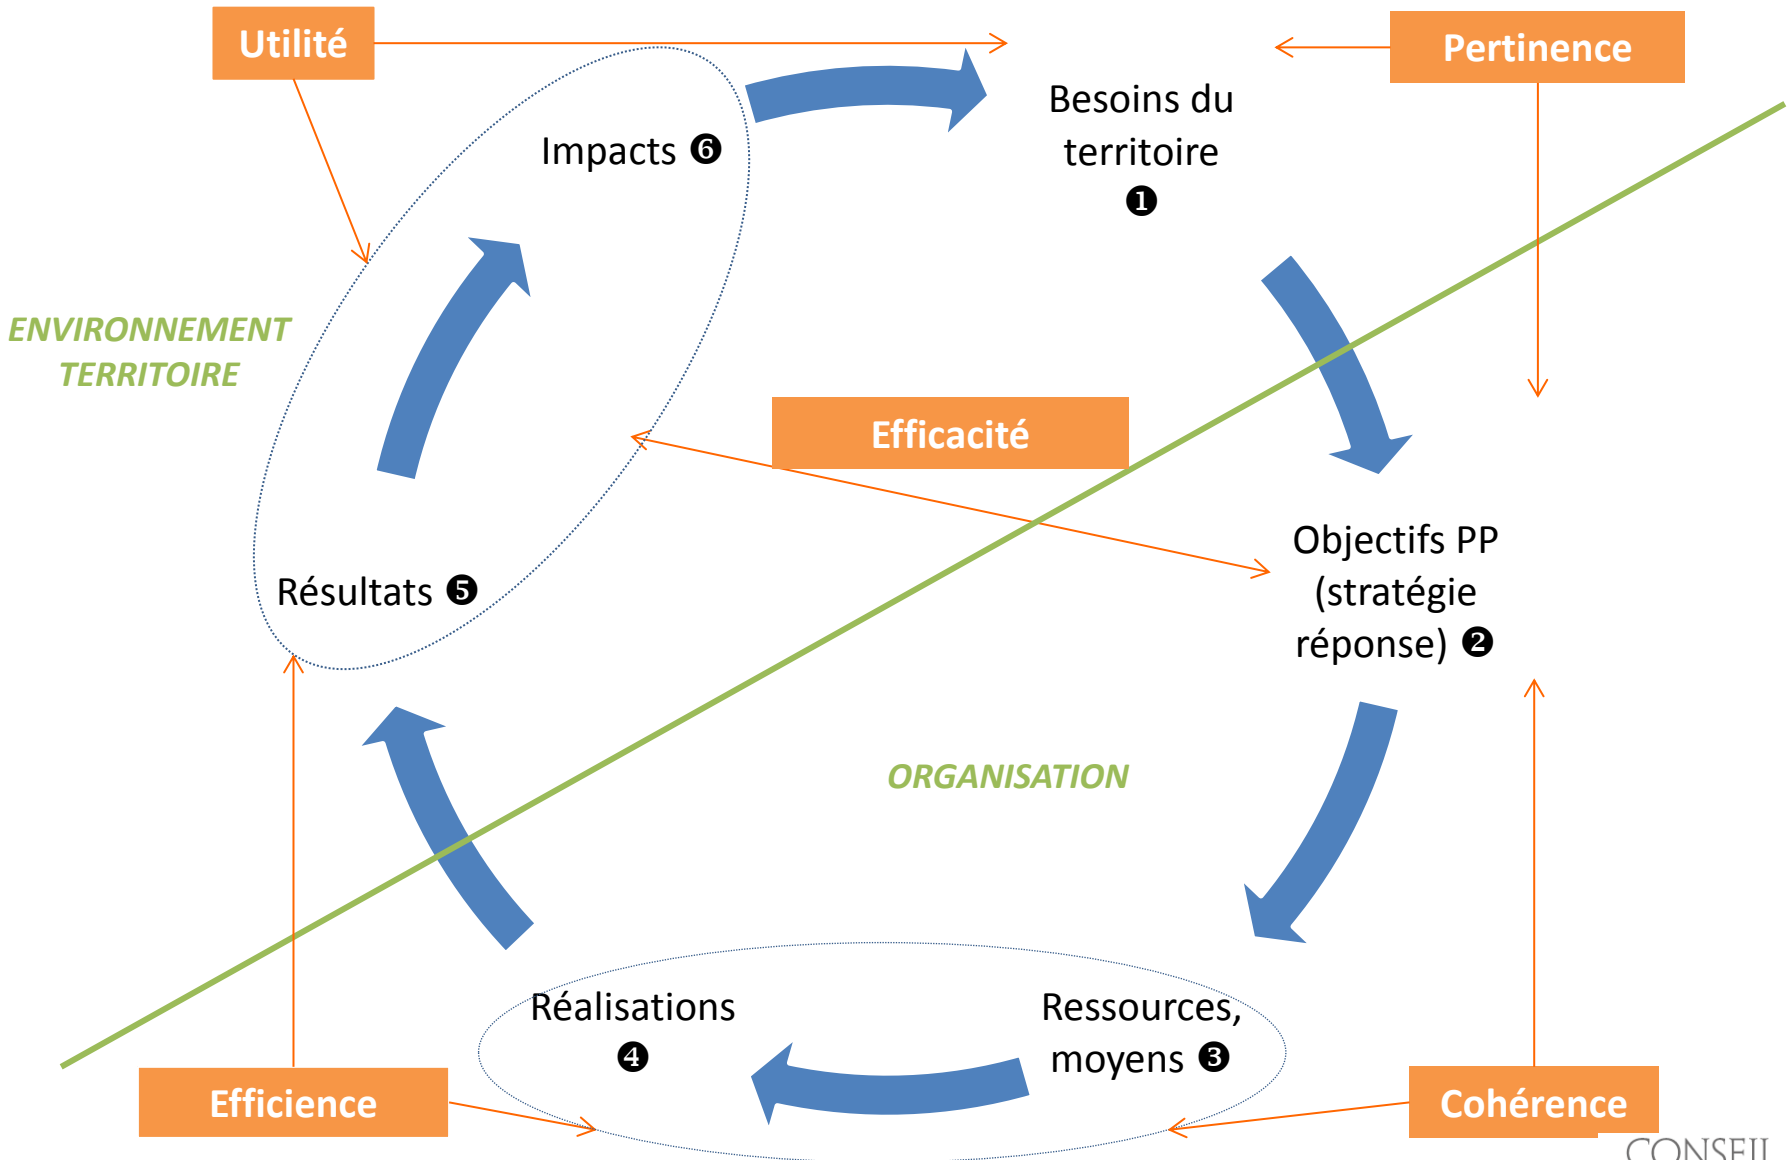 Utilité
Pertinence
Besoins du
territoire
❶
Impacts ❻
ENVIRONNEMENT
TERRITOIRE
Efficacité
Objectifs PP
(stratégie
réponse) ❷
Résultats ❺
ORGANISATION
Réalisations
❹
Ressources,
moyens ❸
Efficience
Cohérence
CONSEIL